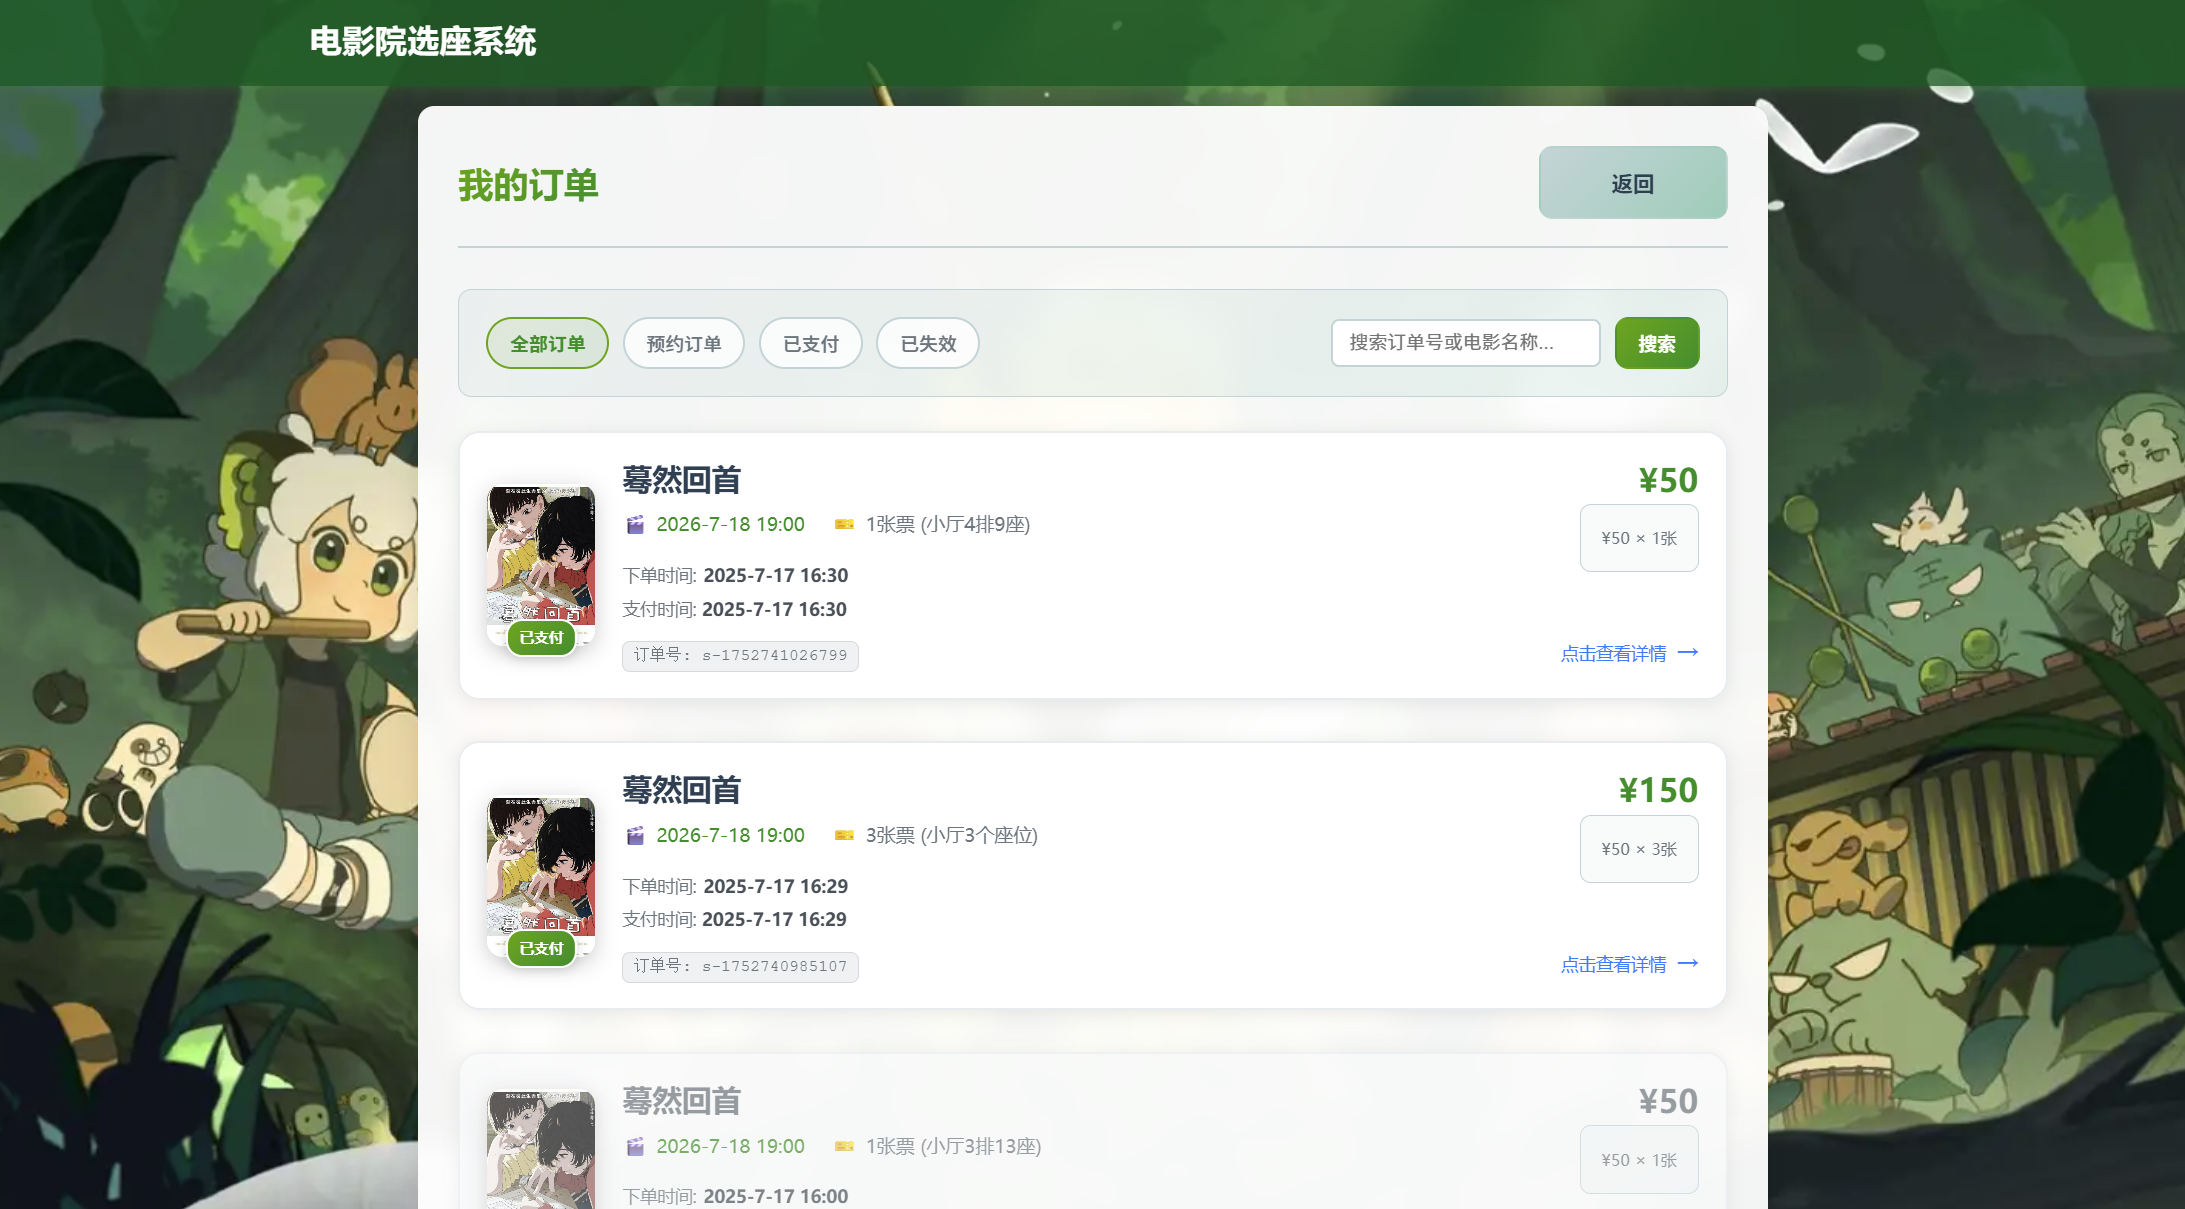 电影院选座系统
我的订单
返回
全部订单 预约订单 已支付 已失效 搜索订单号或电影名称... 搜索
蓦然回首
¥50
2026-7-18 19:00 1张票 (小厅4排9座)
¥50 × 1张
下单时间: 2025-7-17 16:30
支付时间: 2025-7-17 16:30
蓦然回首
已支付
订单号: s-1752741026799
点击查看详情 →
蓦然回首
¥150
2026-7-18 19:00 3张票 (小厅3个座位)
¥50 × 3张
下单时间: 2025-7-17 16:29
支付时间: 2025-7-17 16:29
蓦然回首
已支付
订单号: s-1752740985107
点击查看详情 →
蓦然回首
¥50
2026-7-18 19:00 1张票 (小厅3排13座)
¥50 × 1张
下单时间: 2025-7-17 16:00